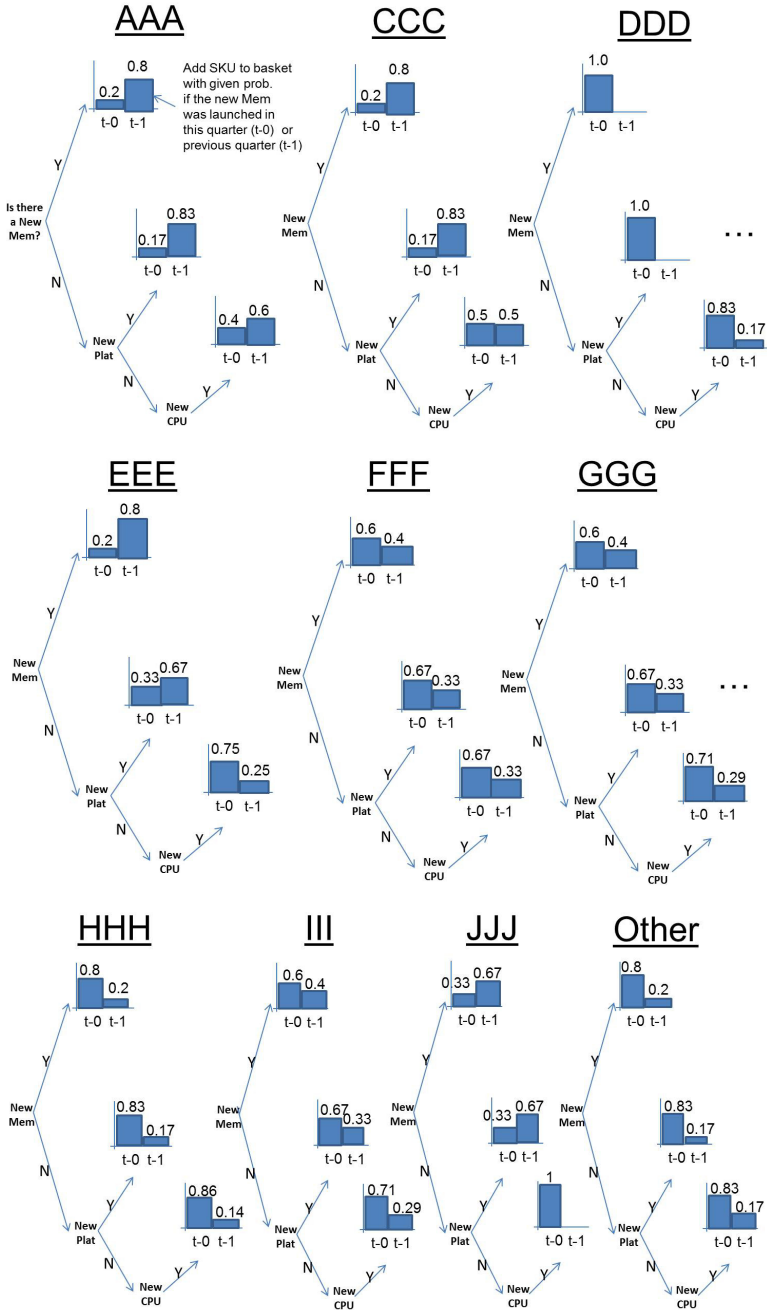 AAA
0.8
0.2
t-0 t-1
Add SKU to basket
with given prob.
if the new Mem
was launched in
this quarter (t-0) or
previous quarter (t-1)
Y
Is there
a New
Mem?
0.83
0.17
t-0 t-1
N
0.6
0.4
t-0 t-1
Y
New
Plat
N
Y
New
CPU
CCC
0.8
0.2
t-0 t-1
Y
New
Mem
0.83
0.17
t-0 t-1
N
0.5 0.5
t-0 t-1
Y
New
Plat
N
Y
New
CPU
DDD
1.0
t-0 t-1
Y
New
Mem
1.0
t-0 t-1
...
N
0.83
0.17
t-0 t-1
Y
New
Plat
N
Y
New
CPU
EEE
0.8
0.2
t-0 t-1
Y
New
Mem
0.67
0.33
t-0 t-1
N
0.75
0.25
t-0 t-1
Y
New
Plat
N
Y
New
CPU
FFF
0.6
0.4
t-0 t-1
Y
New
Mem
0.67
0.33
t-0 t-1
N
0.67
0.33
t-0 t-1
Y
New
Plat
N
Y
New
CPU
GGG
0.6
0.4
t-0 t-1
Y
New
Mem
0.67
0.33
t-0 t-1
...
N
0.71
0.29
t-0 t-1
Y
New
Plat
N
Y
New
CPU
HHH
0.8
0.2
t-0 t-1
Y
New
Mem
0.83
0.17
t-0 t-1
N
0.86
0.14
t-0 t-1
Y
New
Plat
N
Y
New
CPU
III
0.6
0.4
t-0 t-1
Y
New
Mem
0.67
0.33
t-0 t-1
N
0.71
0.29
t-0 t-1
Y
New
Plat
N
Y
New
CPU
JJJ
0.67
0.33
t-0 t-1
Y
New
Mem
0.67
0.33
t-0 t-1
N
1
t-0 t-1
Y
New
Plat
N
Y
New
CPU
Other
0.8
0.2
t-0 t-1
Y
New
Mem
0.83
0.17
t-0 t-1
N
0.83
0.17
t-0 t-1
Y
New
Plat
N
Y
New
CPU